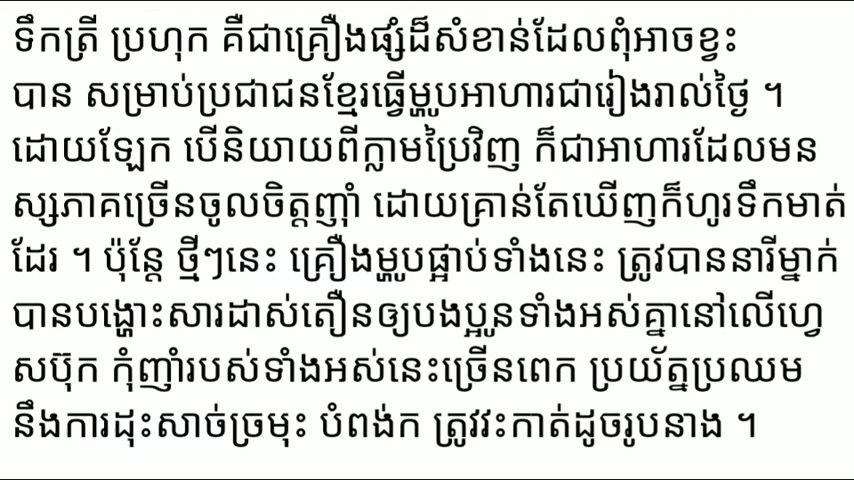 ទឹកត្រី ប្រហុក គឺជាគ្រឿងផ្សំដ៏សំខាន់ដែលពុំអាចខ្វះ
បាន សម្រាប់ប្រជាជនខ្មែរធ្វើម្ហូបអាហារជារៀងរាល់ថ្ងៃ ។
ដោយឡែក បើនិយាយពីក្តាមប្រៃវិញ ក៏ជាអាហារដែលមន
ស្សភាគច្រើនចូលចិត្តញ៉ាំ ដោយគ្រាន់តែឃើញក៏ហូរទឹកមាត់
ដែរ ។ ប៉ុន្តែ ថ្មីៗនេះ គ្រឿងម្ហូបផ្អាប់ទាំងនេះ ត្រូវបាននារីម្នាក់
បានបង្ហោះសារដាស់តឿនឲ្យបងប្អូនទាំងអស់គ្នានៅលើហ្វេ
សប៊ុក កុំញ៉ាំរបស់ទាំងអស់នេះច្រើនពេក ប្រយ័ត្នប្រឈម
នឹងការដុះសាច់ច្រមុះ បំពង់ក ត្រូវវះកាត់ដូចរូបនាង ។